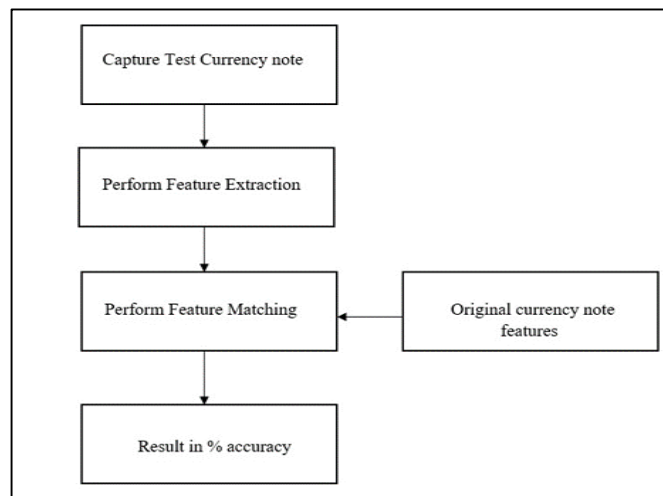 Capture Test Currency note
Perform Feature Extraction
Perform Feature Matching
Original currency note
features
Result in % accuracy